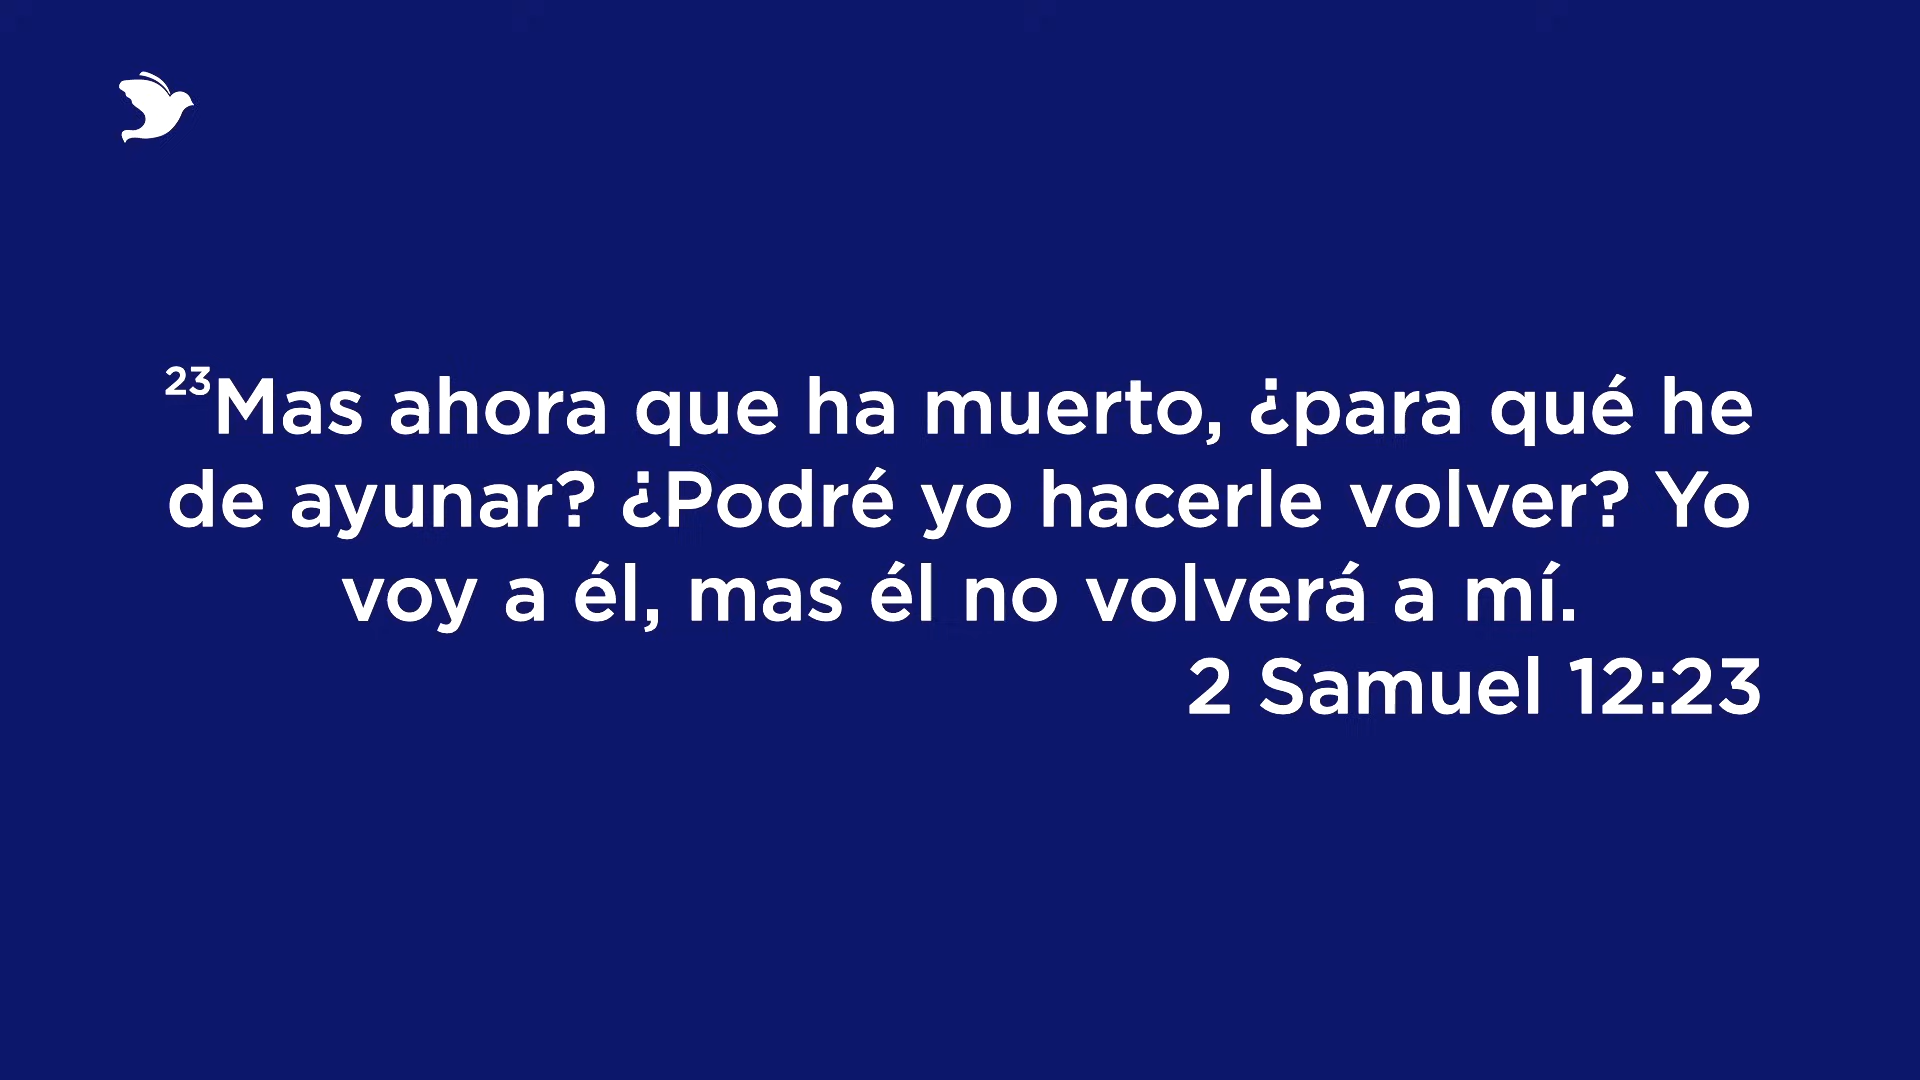 ²³Mas ahora que ha muerto, ¿para qué he
de ayunar? ¿Podré yo hacerle volver? Yo
voy a él, mas él no volverá a mí.
2 Samuel 12:23